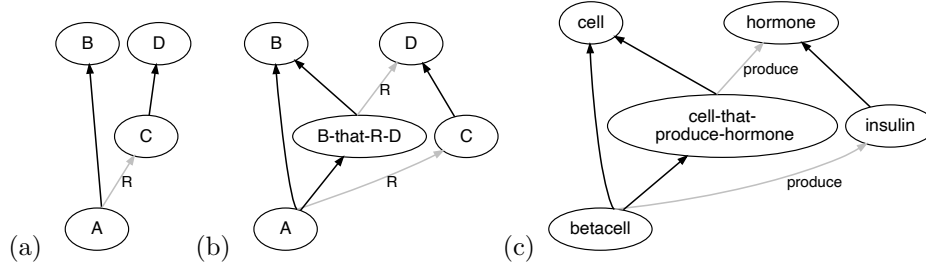 B
D
C
R
A
(a)
B
D
R
B-that-R-D
C
R
A
(b)
cell
hormone
produce
cell-that-
produce-hormone
insulin
produce
betacell
(c)